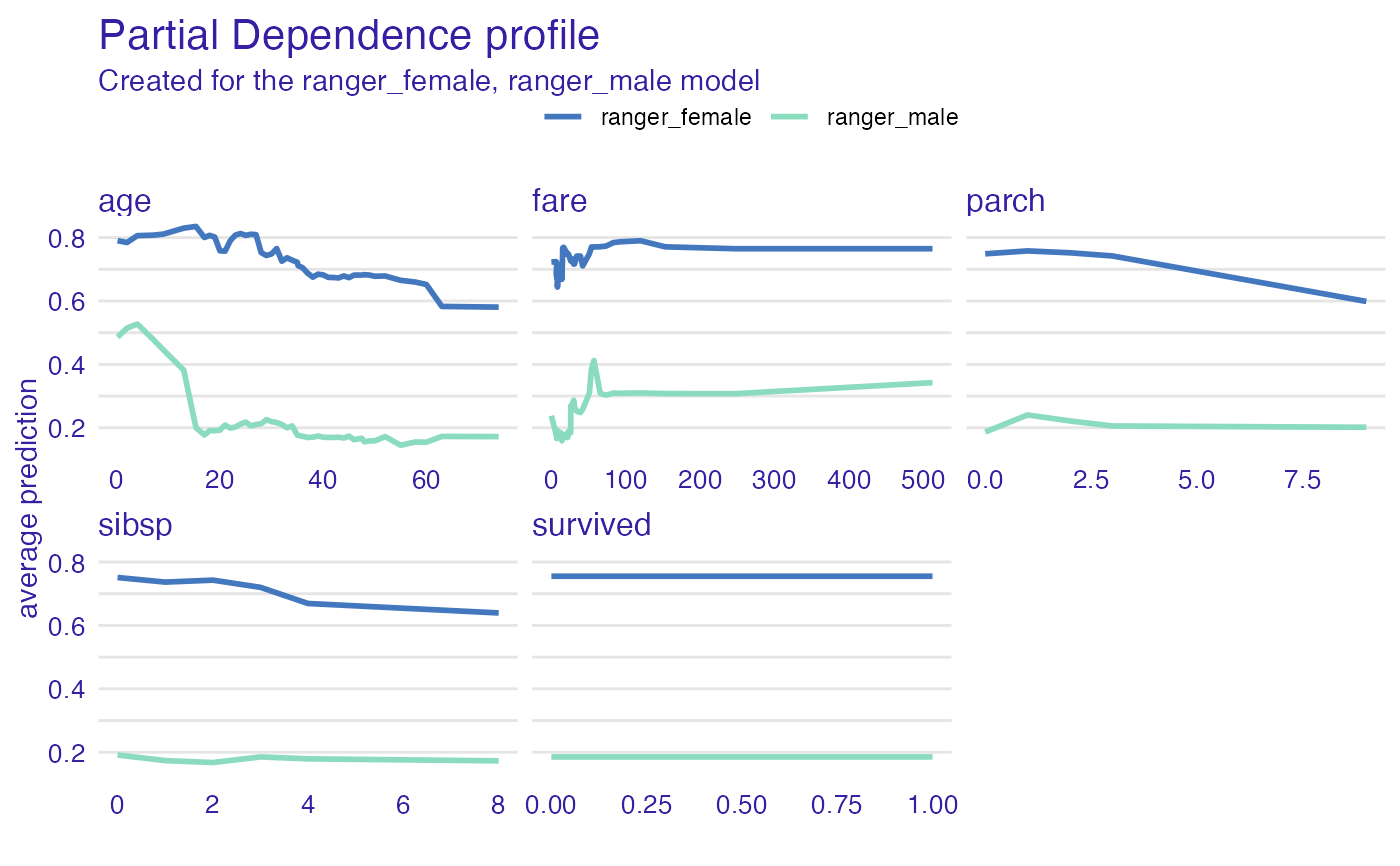 Partial Dependence profile
Created for the ranger_female, ranger_male model
ranger_female ranger_male
age fare parch
0.8
0.6
0.4
0.2
0 20 40 60 0 100 200 300 400 500 0.0 2.5 5.0 7.5
average prediction
sibsp survived
0.8
0.6
0.4
0.2
0 2 4 6 8 0.00 0.25 0.50 0.75 1.00